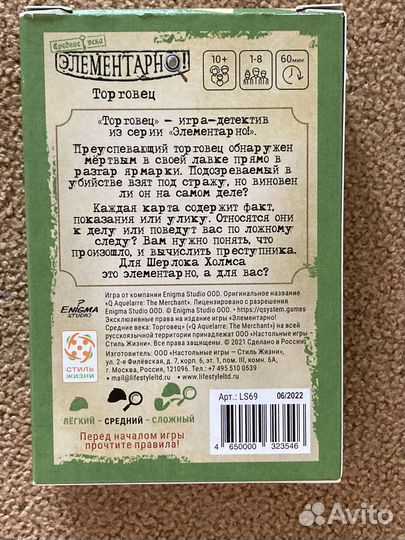 Средние века
ЭЛЕМЕНТАРНО!
10+
1-8
60мин
Торговец
«Торговец» — игра-детектив
из серии «Элементарно!».
Преуспевающий торговец обнаружен
мёртвым в своей лавке прямо в
разгар ярмарки. Подозреваемый в
убийстве взят под стражу, но виновен
ли он на самом деле?
Каждая карта содержит факт,
показания или улику. Относятся они
к делу или поведут вас по ложному
следу? Вам нужно понять, что
произошло, и вычислить преступника.
Для Шерлока Холмса
это элементарно, а для вас?
ENIGMA
STUDIO
Игра от компании Enigma Studio OOD. Оригинальное название
«Q Aquelarre: The Merchant». Лицензировано с разрешения
Enigma Studio OOD. © Enigma Studio OOD. • https://qsystem.games
Эксклюзивные права на издание игры «Элементарно!
Средние века: Торговец» («Q Aquelarre: The Merchant») на всей
русскоязычной территории принадлежат ООО «Настольные игры —
Стиль Жизни». Все права защищены. © 2021 Сделано в России.
СТИЛЬ
ЖИЗНИ
Изготовитель: ООО «Настольные игры — Стиль Жизни»,
ул. 2-я Филёвская, д. 7, корп. 6, эт. 1, пом. III, комн. 6А,
г. Москва, Россия, 121096. Тел.: +7 495 510 0539
• mail@lifestyleltd.ru • www.lifestyleltd.ru
ЛЁГКИЙ – СРЕДНИЙ – СЛОЖНЫЙ
Перед началом игры
прочтите правила!
Арт.: LS69
06/2022
4 650000 323546
Avito